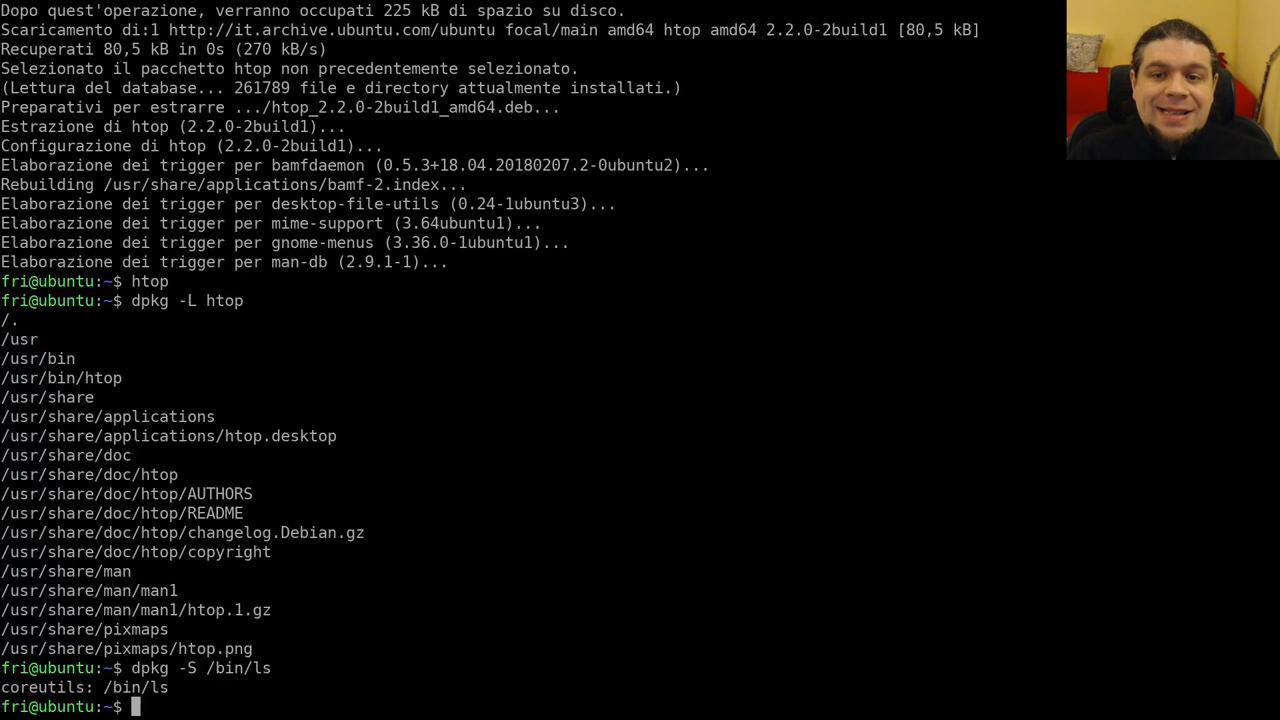 Dopo quest'operazione, verranno occupati 225 kB di spazio su disco.
Scaricamento di:1 http://it.archive.ubuntu.com/ubuntu focal/main amd64 htop amd64 2.2.0-2build1 [80,5 kB]
Recuperati 80,5 kB in 0s (270 kB/s)
Selezionato il pacchetto htop non precedentemente selezionato.
(Lettura del database... 261789 file e directory attualmente installati.)
Preparativi per estrarre .../htop_2.2.0-2build1_amd64.deb...
Estrazione di htop (2.2.0-2build1)...
Configurazione di htop (2.2.0-2build1)...
Elaborazione dei trigger per bamfdaemon (0.5.3+18.04.20180207.2-0ubuntu2)...
Rebuilding /usr/share/applications/bamf-2.index...
Elaborazione dei trigger per desktop-file-utils (0.24-1ubuntu3)...
Elaborazione dei trigger per mime-support (3.64ubuntu1)...
Elaborazione dei trigger per gnome-menus (3.36.0-1ubuntu1)...
Elaborazione dei trigger per man-db (2.9.1-1)...
fri@ubuntu:~$ htop
fri@ubuntu:~$ dpkg -L htop
/.
/usr
/usr/bin
/usr/bin/htop
/usr/share
/usr/share/applications
/usr/share/applications/htop.desktop
/usr/share/doc
/usr/share/doc/htop
/usr/share/doc/htop/AUTHORS
/usr/share/doc/htop/README
/usr/share/doc/htop/changelog.Debian.gz
/usr/share/doc/htop/copyright
/usr/share/man
/usr/share/man/man1
/usr/share/man/man1/htop.1.gz
/usr/share/pixmaps
/usr/share/pixmaps/htop.png
fri@ubuntu:~$ dpkg -S /bin/ls
coreutils: /bin/ls
fri@ubuntu:~$